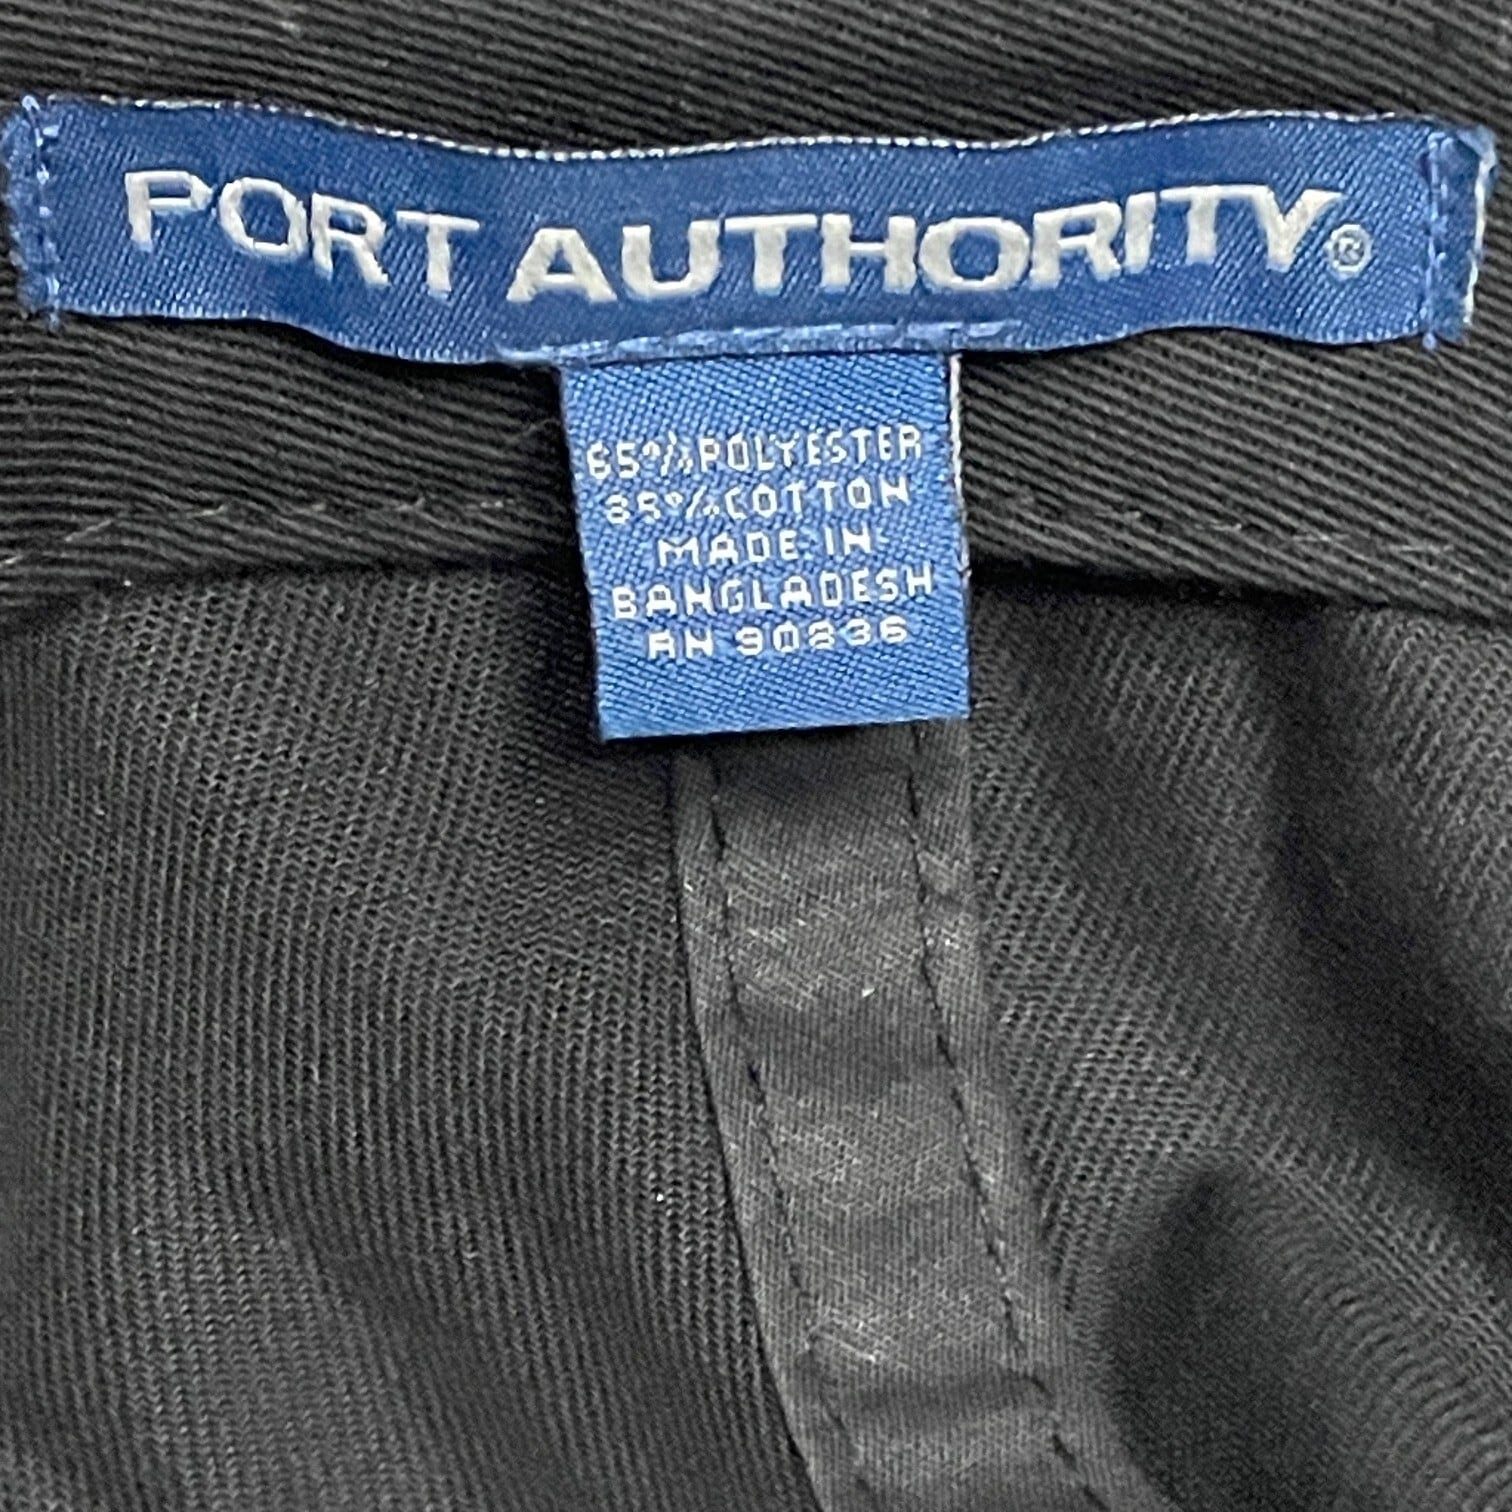 PORT AUTHORITY®
65% POLYESTER
35% COTTON
MADE IN
BANGLADESH
RN 90836